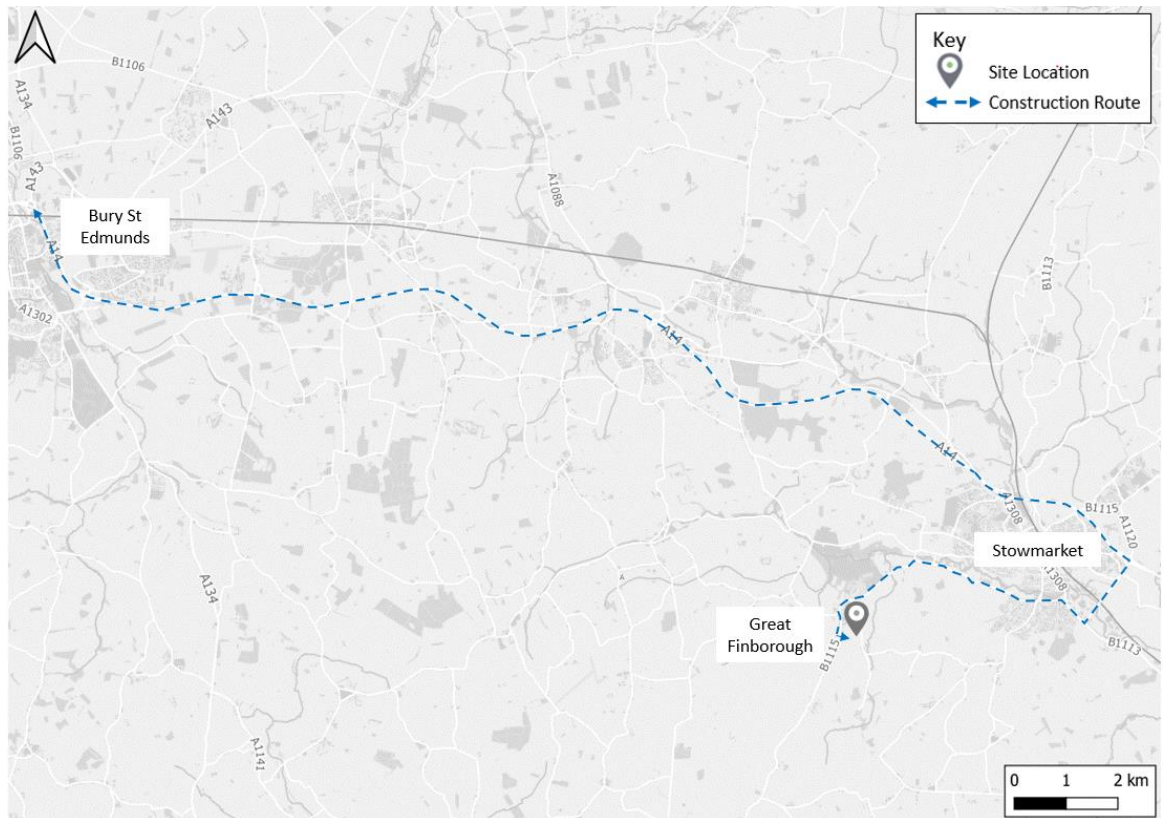 Key
Site Location
Construction Route
B1106
A134
A143
B1106
A143
A1088
Bury St
Edmunds
A14
B1113
A1302
A14
A14
A1308
B1115
A1120
Stowmarket
A1308
A134
Great
Finborough
B1115
B1113
A1141
0 1 2 km